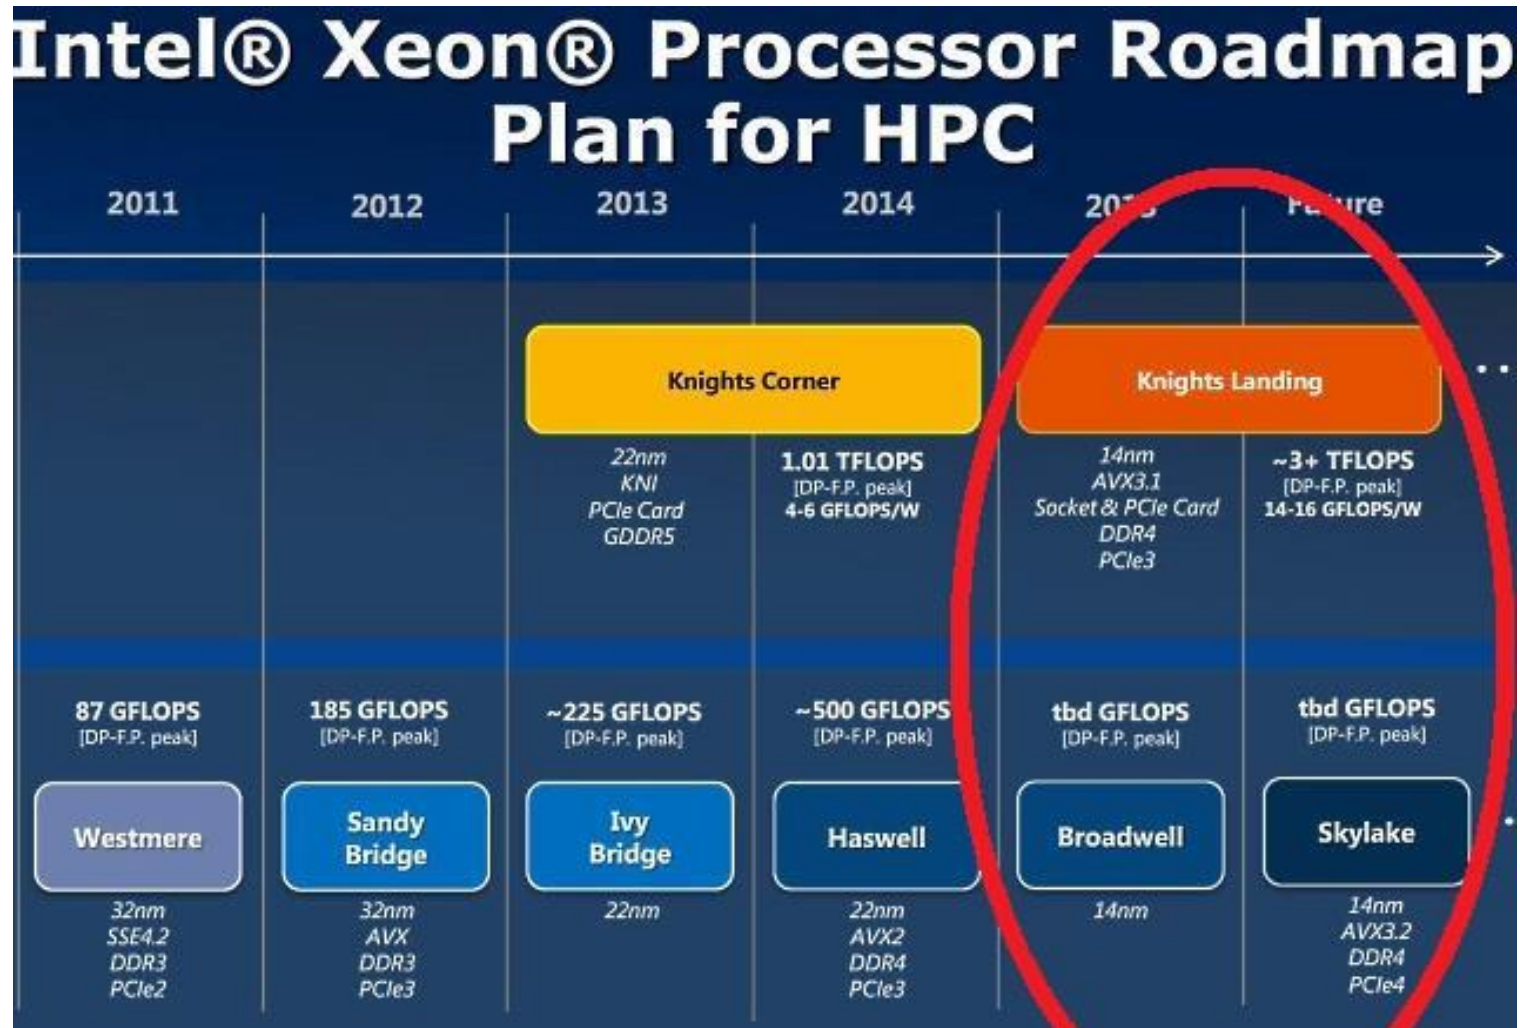 Intel® Xeon® Processor Roadmap
Plan for HPC
2011
2012
2013
2014
2015
Future
Knights Corner
Knights Landing
22nm
KNI
PCIe Card
GDDR5
1.01 TFLOPS
[DP-F.P. peak]
4-6 GFLOPS/W
14nm
AVX3.1
Socket & PCIe Card
DDR4
PCIe3
~3+ TFLOPS
[DP-F.P. peak]
14-16 GFLOPS/W
87 GFLOPS
[DP-F.P. peak]
185 GFLOPS
[DP-F.P. peak]
~225 GFLOPS
[DP-F.P. peak]
~500 GFLOPS
[DP-F.P. peak]
tbd GFLOPS
[DP-F.P. peak]
tbd GFLOPS
[DP-F.P. peak]
Westmere
Sandy
Bridge
Ivy
Bridge
Haswell
Broadwell
Skylake
32nm
SSE4.2
DDR3
PCIe2
32nm
AVX
DDR3
PCIe3
22nm
22nm
AVX2
DDR4
PCIe3
14nm
14nm
AVX3.2
DDR4
PCIe4